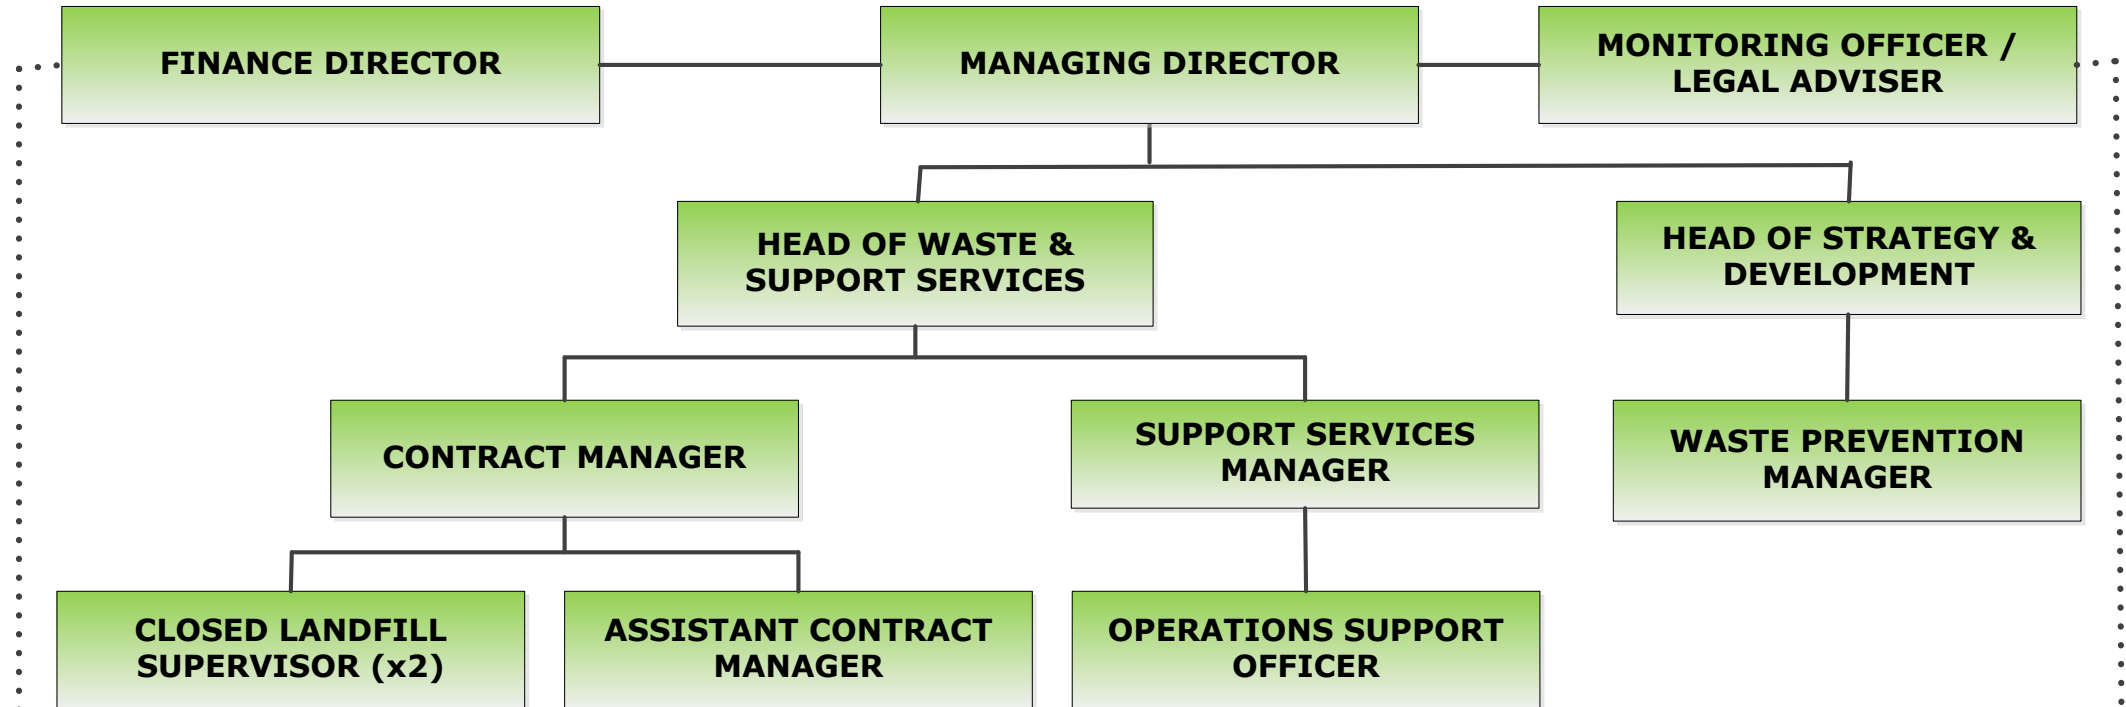 FINANCE DIRECTOR
MANAGING DIRECTOR
MONITORING OFFICER /
LEGAL ADVISER
HEAD OF WASTE &
SUPPORT SERVICES
HEAD OF STRATEGY &
DEVELOPMENT
CONTRACT MANAGER
SUPPORT SERVICES
MANAGER
WASTE PREVENTION
MANAGER
CLOSED LANDFILL
SUPERVISOR (x2)
ASSISTANT CONTRACT
MANAGER
OPERATIONS SUPPORT
OFFICER